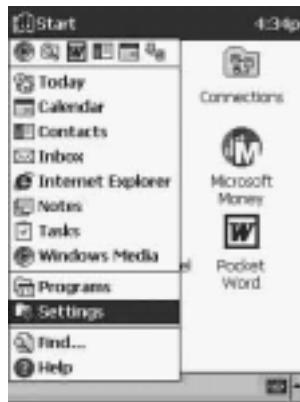 Start 4:34p
Today
Calendar
Contacts
Inbox
Internet Explorer
Notes
Tasks
Windows Media
Programs
Settings
Find...
Help
Connections
Microsoft
Money
Pocket
Word